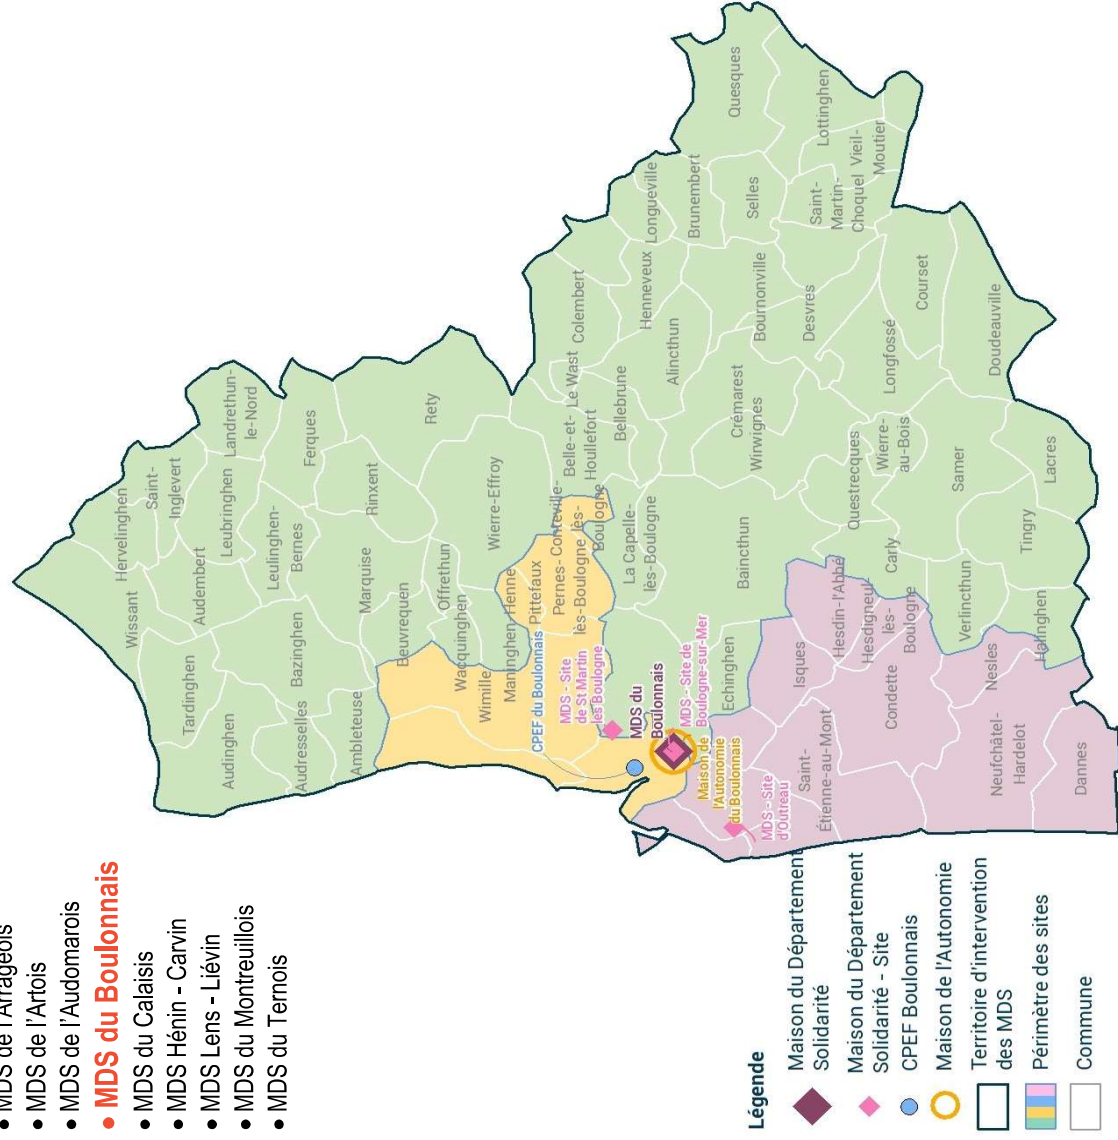 • MDS de l'Arrageois
• MDS de l'Artois
• MDS de l'Audomarois
• MDS du Boulonnais
• MDS du Calaisis
• MDS Hénin - Carvin
• MDS Lens - Liévin
• MDS du Montreuillois
• MDS du Ternois
Hervelinghen
Wissant
Saint-
Inglevert
Tardinghen
Audembert
Leubringhen
Landrethun-
le-Nord
Audinghen
Leulinghen-
Bernes
Ferques
Bazinghen
Audresselles
Ambleteuse
Marquise
Rinxent
Rety
Beuvrequen
Offrethun
Wacquinghen
Wierre-Effroy
Wimille
Maninghen-Henne
Pittefaux
Pernes-
lès-Boulogne
Conteville-
lès-
Boulogne
Belle-et-
Houllefort
Le Wast
Colembert
Bellebrune
La Capelle-
lès-Boulogne
Henneveux
Longueville
Alincthun
Brunembert
Quesques
Lottinghen
Selles
Saint-
Martin-
Choquel
Vieil-
Moutier
Crémarest
Wirwignes
Bournonville
Desvres
Baincthun
Echinghen
Questrecques
Wierre-
au-Bois
Longfossé
Courset
Doudeauville
Samer
Carly
Isques
Hesdin-l'Abbé
Hesdigneul-
lès-
Boulogne
Saint-
Étienne-au-Mont
Condette
Verlincthun
Tingry
Lacres
Nesles
Halinghen
Neufchâtel-
Hardelot
Dannes
CPEF du Boulonnais
MDS - Site
de St Martin
les Boulogne
MDS du
Boulonnais
MDS - Site de
Boulogne-sur-Mer
Maison de
l'Autonomie
du Boulonnais
MDS - Site
d'Outreau
Légende
Maison du Département
Solidarité
Maison du Département
Solidarité - Site
CPEF Boulonnais
Maison de l'Autonomie
Territoire d'intervention
des MDS
Périmètre des sites
Commune